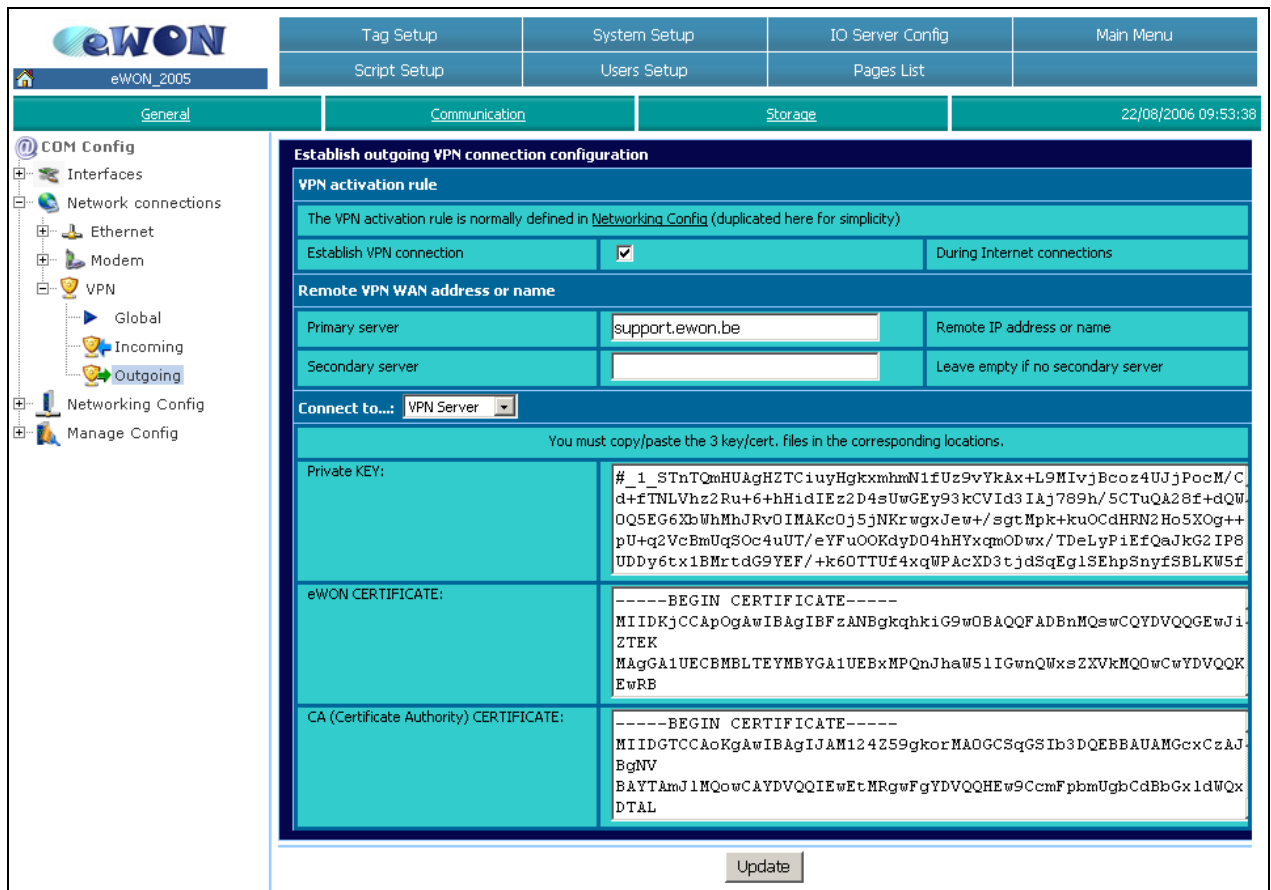 eWON
eWON_2005
Tag Setup
System Setup
IO Server Config
Main Menu
Script Setup
Users Setup
Pages List
General
Communication
Storage
22/08/2006 09:53:38
COM Config
Interfaces
Network connections
Ethernet
Modem
VPN
Global
Incoming
Outgoing
Networking Config
Manage Config
Establish outgoing VPN connection configuration
VPN activation rule
The VPN activation rule is normally defined in Networking Config (duplicated here for simplicity)
Establish VPN connection
During Internet connections
Remote VPN WAN address or name
Primary server
support.ewon.be
Remote IP address or name
Secondary server
Leave empty if no secondary server
Connect to...: VPN Server
You must copy/paste the 3 key/cert. files in the corresponding locations.
Private KEY:
#_1_STnTQmHUAgHZTCiuyHgkxmhmN1fUz9vYkAx+L9MIvjBcoz4UJjPocM/C
d+fTNLVhz2Ru+6+hHidIEz2D4sUwGEy93kCVId3IAj789h/5CTuQA28f+dQW
OQ5EG6XbWhMhJRvOIMAKcOj5jNKrwgxJew+/sgtMpk+kuOCdHRN2Ho5XOg++
pU+q2VcBmUqSOc4uUT/eYFuOOKdyDO4hHYxqmODwx/TDeLyPiEfQaJkG2IP8
UDDy6tx1BMrtdG9YEF/+k6OTTUf4xqWPAcXD3tjdSqEglSEhpSnyfSBLKW5f
eWON CERTIFICATE:
-----BEGIN CERTIFICATE-----
MIIDKjCCApOgAwIBAgIBFzANBgkqhkiG9w0BAQQFADBnMQswCQYDVQQGEwJi
ZTEK
MAgGA1UECBMBLTEYMBYGA1UEBxMPQnJhaW5lIGwnQWxsZXVkMQ0wCwYDVQQK
EwRB
CA (Certificate Authority) CERTIFICATE:
-----BEGIN CERTIFICATE-----
MIIDGTCCAoKgAwIBAgIJAM124Z59gkorMA0GCSqGSIb3DQEBBAUAMGcxCzAJ
BgNV
BAYTAmJlMQowCAYDVQQIEwEtMRgwFgYDVQQHEw9CcmFpbmUgbCdBbGxldWQx
DTAL
Update